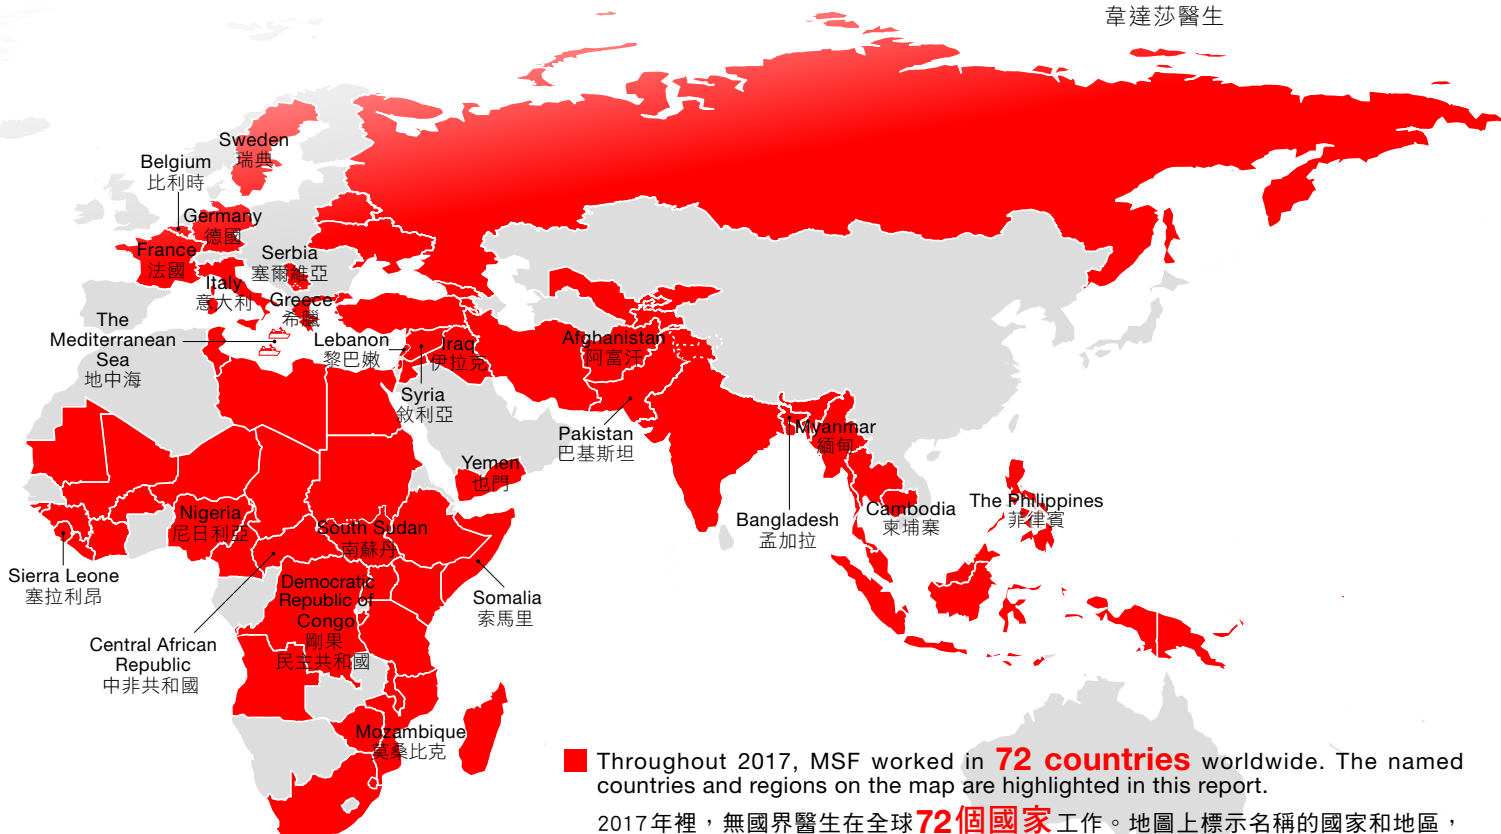 韋達莎醫生
Sweden
瑞典
Belgium
比利時
Germany
德國
France
法國
Serbia
塞爾維亞
Italy
意大利
Greece
希臘
The
Mediterranean
Sea
地中海
Lebanon
黎巴嫩
Iraq
伊拉克
Syria
敘利亞
Afghanistan
阿富汗
Pakistan
巴基斯坦
Myanmar
緬甸
Yemen
也門
Bangladesh
孟加拉
Cambodia
柬埔寨
The Philippines
菲律賓
Nigeria
尼日利亞
South Sudan
南蘇丹
Sierra Leone
塞拉利昂
Democratic
Republic of
Congo
剛果
民主共和國
Somalia
索馬里
Central African
Republic
中非共和國
Mozambique
莫桑比克
Throughout 2017, MSF worked in 72 countries worldwide. The named
countries and regions on the map are highlighted in this report.
2017年裡，無國界醫生在全球72個國家工作。地圖上標示名稱的國家和地區，